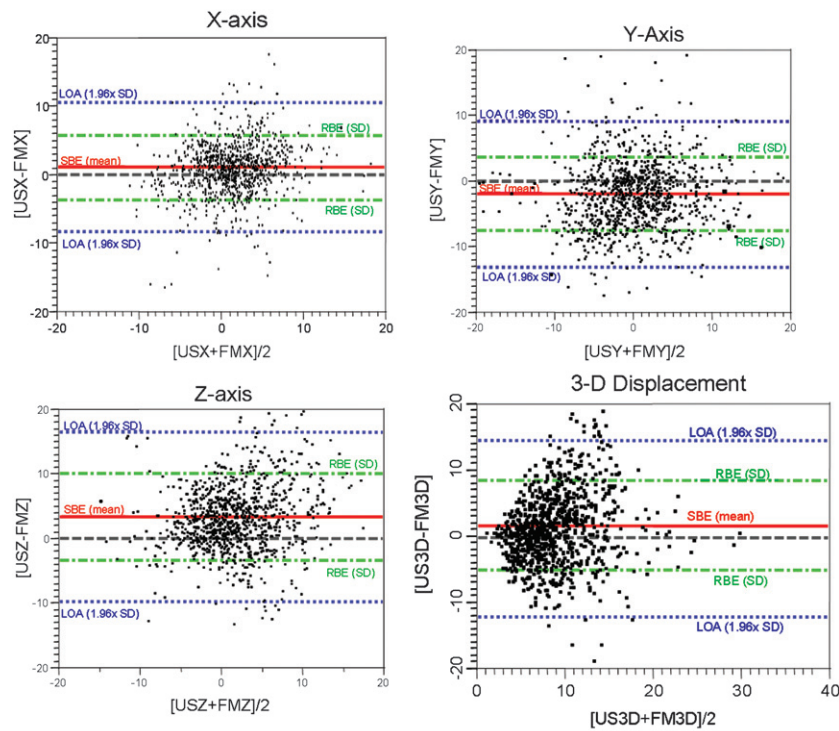 X-axis
20
10
0
-10
-20
[USX-FMX]
LOA (1.96x SD)
RBE (SD)
SBE (mean)
RBE (SD)
LOA (1.96x SD)
-20
-10
0
10
20
[USX+FMX]/2
Y-Axis
20
10
0
-10
-20
[USY-FMY]
LOA (1.96x SD)
RBE (SD)
SBE (mean)
RBE (SD)
LOA (1.96x SD)
-20
-10
0
10
20
[USY+FMY]/2
Z-axis
20
10
0
-10
-20
[USZ-FMZ]
LOA (1.96x SD)
RBE (SD)
SBE (mean)
RBE (SD)
LOA (1.96x SD)
-20
-10
0
10
20
[USZ+FMZ]/2
3-D Displacement
20
10
0
-10
-20
[US3D-FM3D]
LOA (1.96x SD)
RBE (SD)
SBE (mean)
RBE (SD)
LOA (1.96x SD)
0
10
20
30
40
[US3D+FM3D]/2